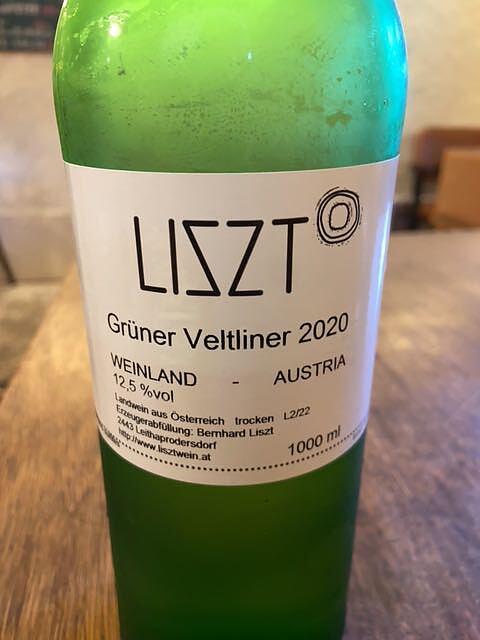 LISZT
Grüner Veltliner 2020
WEINLAND - AUSTRIA
12,5 %vol
Landwein aus Österreich trocken L2/22
Erzeugerabfüllung: Bernhard Liszt
2443 Leithaprodersdorf
http://www.lisztwein.at
1000 ml